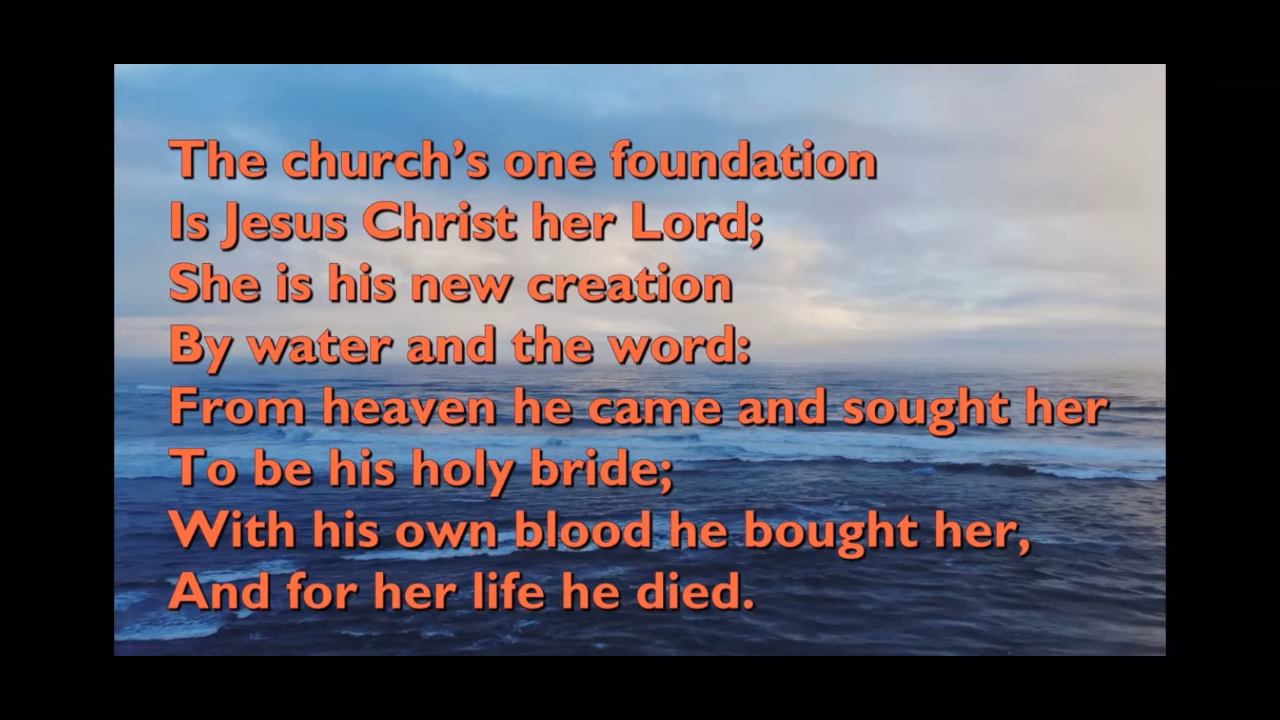 The church’s one foundation
Is Jesus Christ her Lord;
She is his new creation
By water and the word:
From heaven he came and sought her
To be his holy bride;
With his own blood he bought her,
And for her life he died.